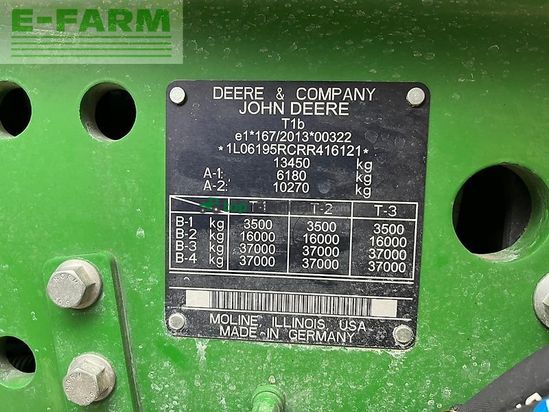 E-FARM
DEERE & COMPANY
JOHN DEERE
T1b
e1*167/2013*00322
*1L06195RCRR416121*
13450 kg
A-1: 6180 kg
A-2: 10270 kg
T-1 T-2 T-3
B-1 kg 3500 3500 3500
B-2 kg 16000 16000 16000
B-3 kg 37000 37000 37000
B-4 kg 37000 37000 37000
MOLINE, ILLINOIS, USA
MADE IN GERMANY